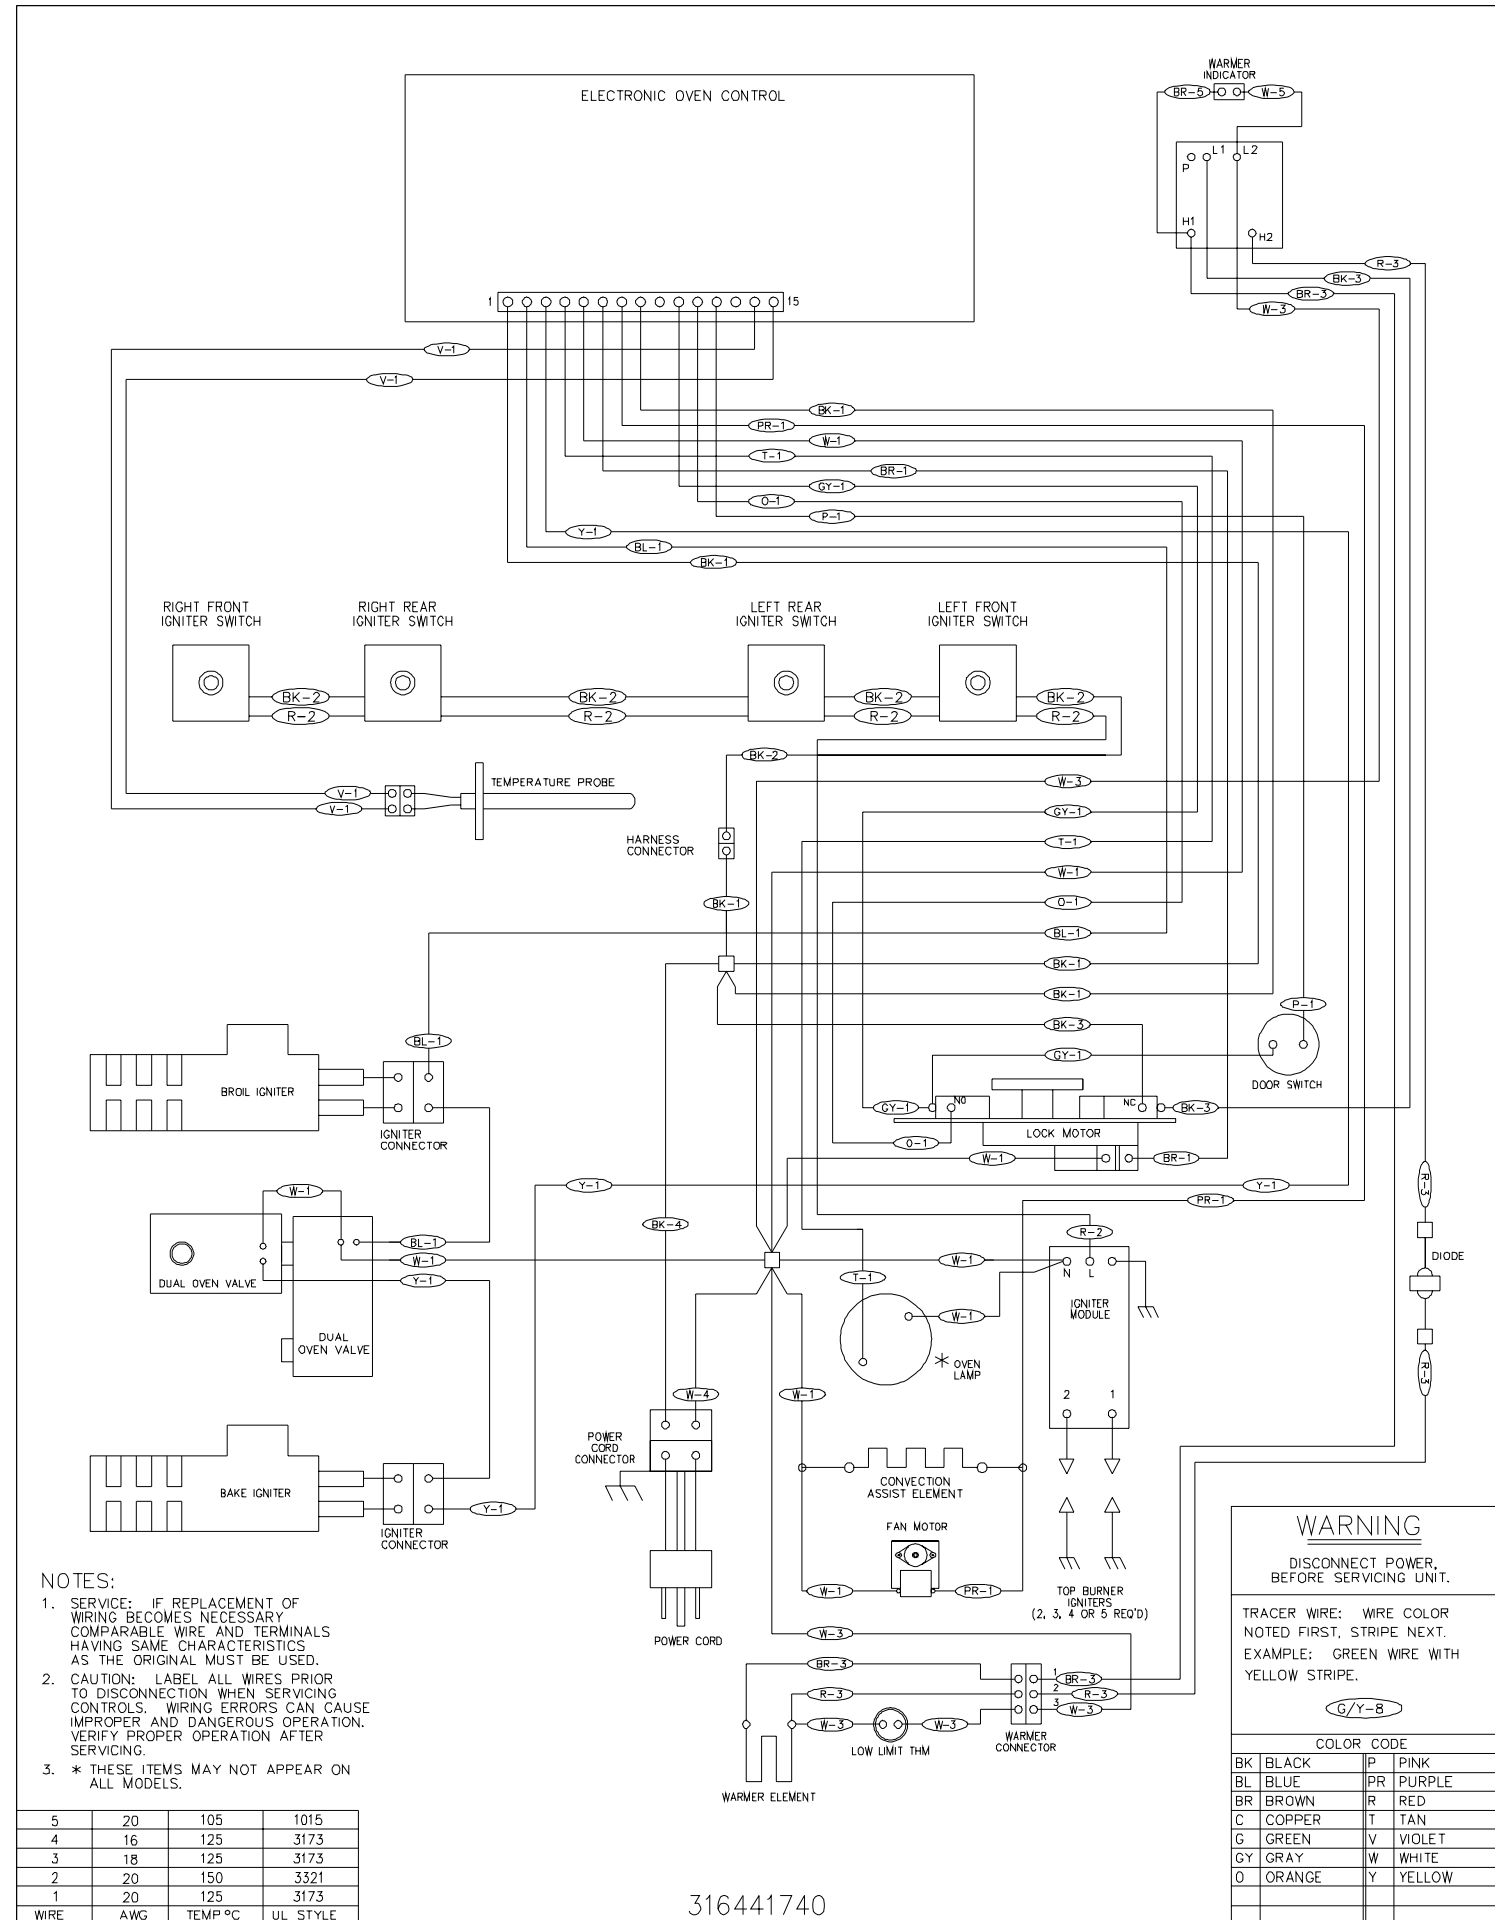 WARMER
INDICATOR
BR-5
W-5
ELECTRONIC OVEN CONTROL
L1
L2
P
H1
H2
R-3
BK-3
BR-3
W-3
1
15
V-1
V-1
BK-1
PR-1
W-1
T-1
BR-1
GY-1
O-1
P-1
Y-1
BL-1
BK-1
RIGHT FRONT
IGNITER SWITCH
RIGHT REAR
IGNITER SWITCH
LEFT REAR
IGNITER SWITCH
LEFT FRONT
IGNITER SWITCH
BK-2
BK-2
BK-2
BK-2
R-2
R-2
R-2
R-2
BK-2
TEMPERATURE PROBE
V-1
V-1
W-3
GY-1
HARNESS
CONNECTOR
T-1
W-1
BK-1
O-1
BL-1
BK-1
BK-1
P-1
BK-3
GY-1
DOOR SWITCH
BL-1
BROIL IGNITER
IGNITER
CONNECTOR
GY-1
NO
NC
BK-3
LOCK MOTOR
O-1
W-1
BR-1
Y-1
Y-1
PR-1
R-3
W-1
BK-4
R-2
BL-1
W-1
Y-1
DUAL OVEN VALVE
DUAL
OVEN VALVE
W-1
N
L
T-1
W-1
IGNITER
MODULE
DIODE
R-3
* OVEN
LAMP
2
1
W-4
W-1
POWER
CORD
CONNECTOR
CONVECTION
ASSIST ELEMENT
BAKE IGNITER
Y-1
IGNITER
CONNECTOR
FAN MOTOR
W-1
PR-1
TOP BURNER
IGNITERS
(2, 3, 4 OR 5 REQ'D)
POWER CORD
W-3
BR-3
R-3
W-3
W-3
1
2
3
BR-3
R-3
W-3
LOW LIMIT THM
WARMER
CONNECTOR
WARMER ELEMENT
NOTES:
1. SERVICE: IF REPLACEMENT OF
WIRING BECOMES NECESSARY
COMPARABLE WIRE AND TERMINALS
HAVING SAME CHARACTERISTICS
AS THE ORIGINAL MUST BE USED.
2. CAUTION: LABEL ALL WIRES PRIOR
TO DISCONNECTION WHEN SERVICING
CONTROLS. WIRING ERRORS CAN CAUSE
IMPROPER AND DANGEROUS OPERATION.
VERIFY PROPER OPERATION AFTER
SERVICING.
3. * THESE ITEMS MAY NOT APPEAR ON
ALL MODELS.
5 20 105 1015
4 16 125 3173
3 18 125 3173
2 20 150 3321
1 20 125 3173
WIRE AWG TEMP °C UL STYLE
316441740
WARNING
DISCONNECT POWER,
BEFORE SERVICING UNIT.
TRACER WIRE: WIRE COLOR
NOTED FIRST, STRIPE NEXT.
EXAMPLE: GREEN WIRE WITH
YELLOW STRIPE.
G/Y-8
COLOR CODE
BK BLACK P PINK
BL BLUE PR PURPLE
BR BROWN R RED
C COPPER T TAN
G GREEN V VIOLET
GY GRAY W WHITE
O ORANGE Y YELLOW